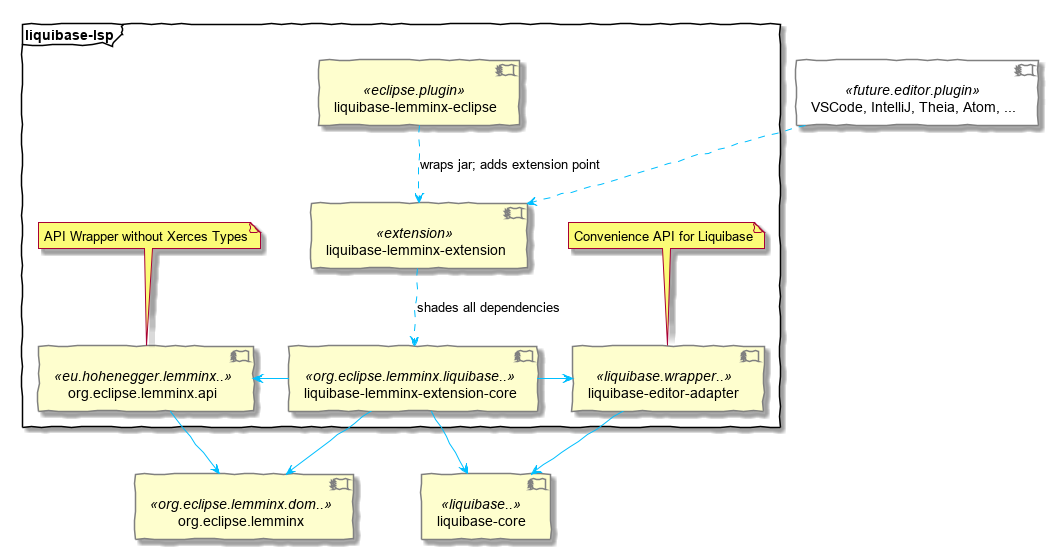 liquibase-lsp
«eclipse.plugin»
liquibase-lemminx-eclipse
«future.editor.plugin»
VSCode, IntelliJ, Theia, Atom, ...
wraps jar; adds extension point
API Wrapper without Xerces Types
«extension»
liquibase-lemminx-extension
Convenience API for Liquibase
shades all dependencies
«eu.hohenegger.lemminx..»
org.eclipse.lemminx.api
«org.eclipse.lemminx.liquibase..»
liquibase-lemminx-extension-core
«liquibase.wrapper..»
liquibase-editor-adapter
«org.eclipse.lemminx.dom..»
org.eclipse.lemminx
«liquibase..»
liquibase-core